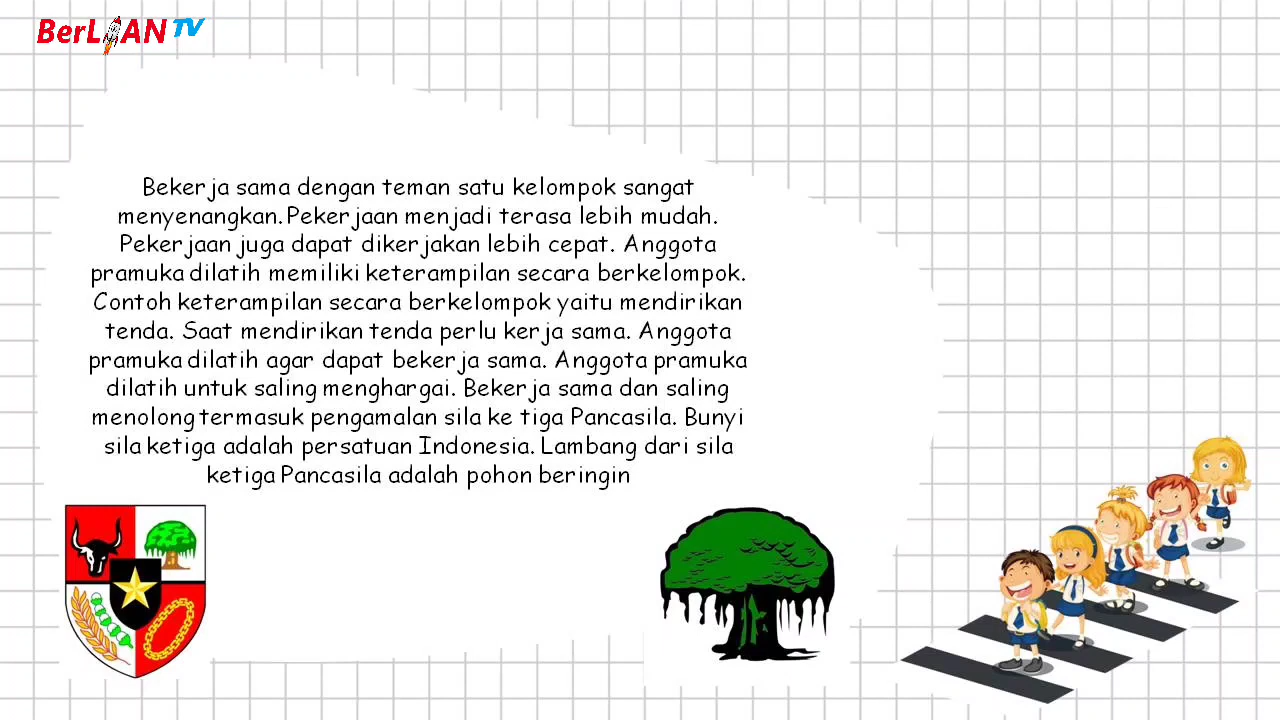 BerLIAN TV
Bekerja sama dengan teman satu kelompok sangat
menyenangkan. Pekerjaan menjadi terasa lebih mudah.
Pekerjaan juga dapat dikerjakan lebih cepat. Anggota
pramuka dilatih memiliki keterampilan secara berkelompok.
Contoh keterampilan secara berkelompok yaitu mendirikan
tenda. Saat mendirikan tenda perlu kerja sama. Anggota
pramuka dilatih agar dapat bekerja sama. Anggota pramuka
dilatih untuk saling menghargai. Bekerja sama dan saling
menolong termasuk pengamalan sila ke tiga Pancasila. Bunyi
sila ketiga adalah persatuan Indonesia. Lambang dari sila
ketiga Pancasila adalah pohon beringin